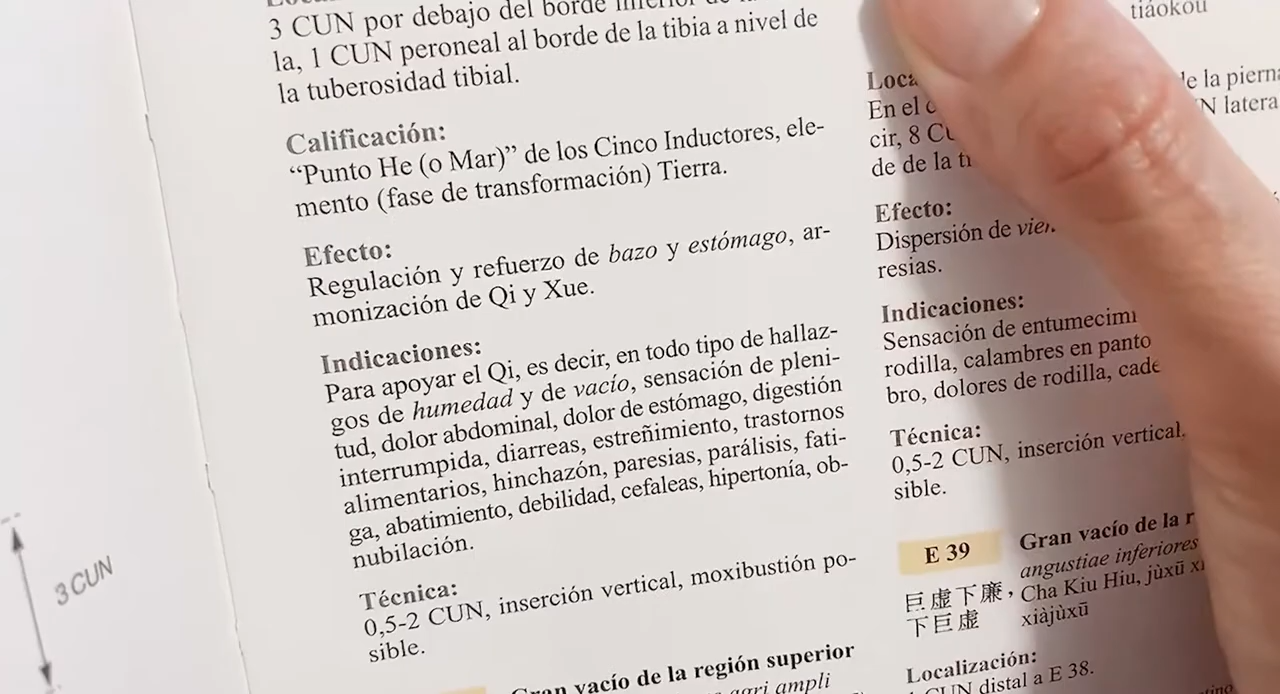 3 CUN por debajo del borde inferior de
la, 1 CUN peroneal al borde de la tibia a nivel de
la tuberosidad tibial.
Calificación:
“Punto He (o Mar)” de los Cinco Inductores, ele-
mento (fase de transformación) Tierra.
Efecto:
Regulación y refuerzo de bazo y estómago, ar-
monización de Qi y Xue.
Indicaciones:
Para apoyar el Qi, es decir, en todo tipo de hallaz-
gos de humedad y de vacío, sensación de pleni-
tud, dolor abdominal, dolor de estómago, digestión
interrumpida, diarreas, estreñimiento, trastornos
alimentarios, hinchazón, paresias, parálisis, fati-
ga, abatimiento, debilidad, cefaleas, hipertonía, ob-
nubilación.
Técnica:
0,5-2 CUN, inserción vertical, moxibustión po-
sible.
Gran vacío de la región superior
agri ampli
3 CUN
tiáokou
de la pierna
En el
latera
cir, 8
de de la
Efecto:
Dispersión de
resias.
Indicaciones:
Sensación de
rodilla, calambres en
bro, dolores de rodilla,
Técnica:
0,5-2 CUN, inserción vertical,
sible.
E 39
Gran vacío de la
angustiae inferiores
巨虚下廉, Cha Kiu Hiu, jùxū
下巨虚 xiàjùxū
Localización:
1 CUN distal a E 38.